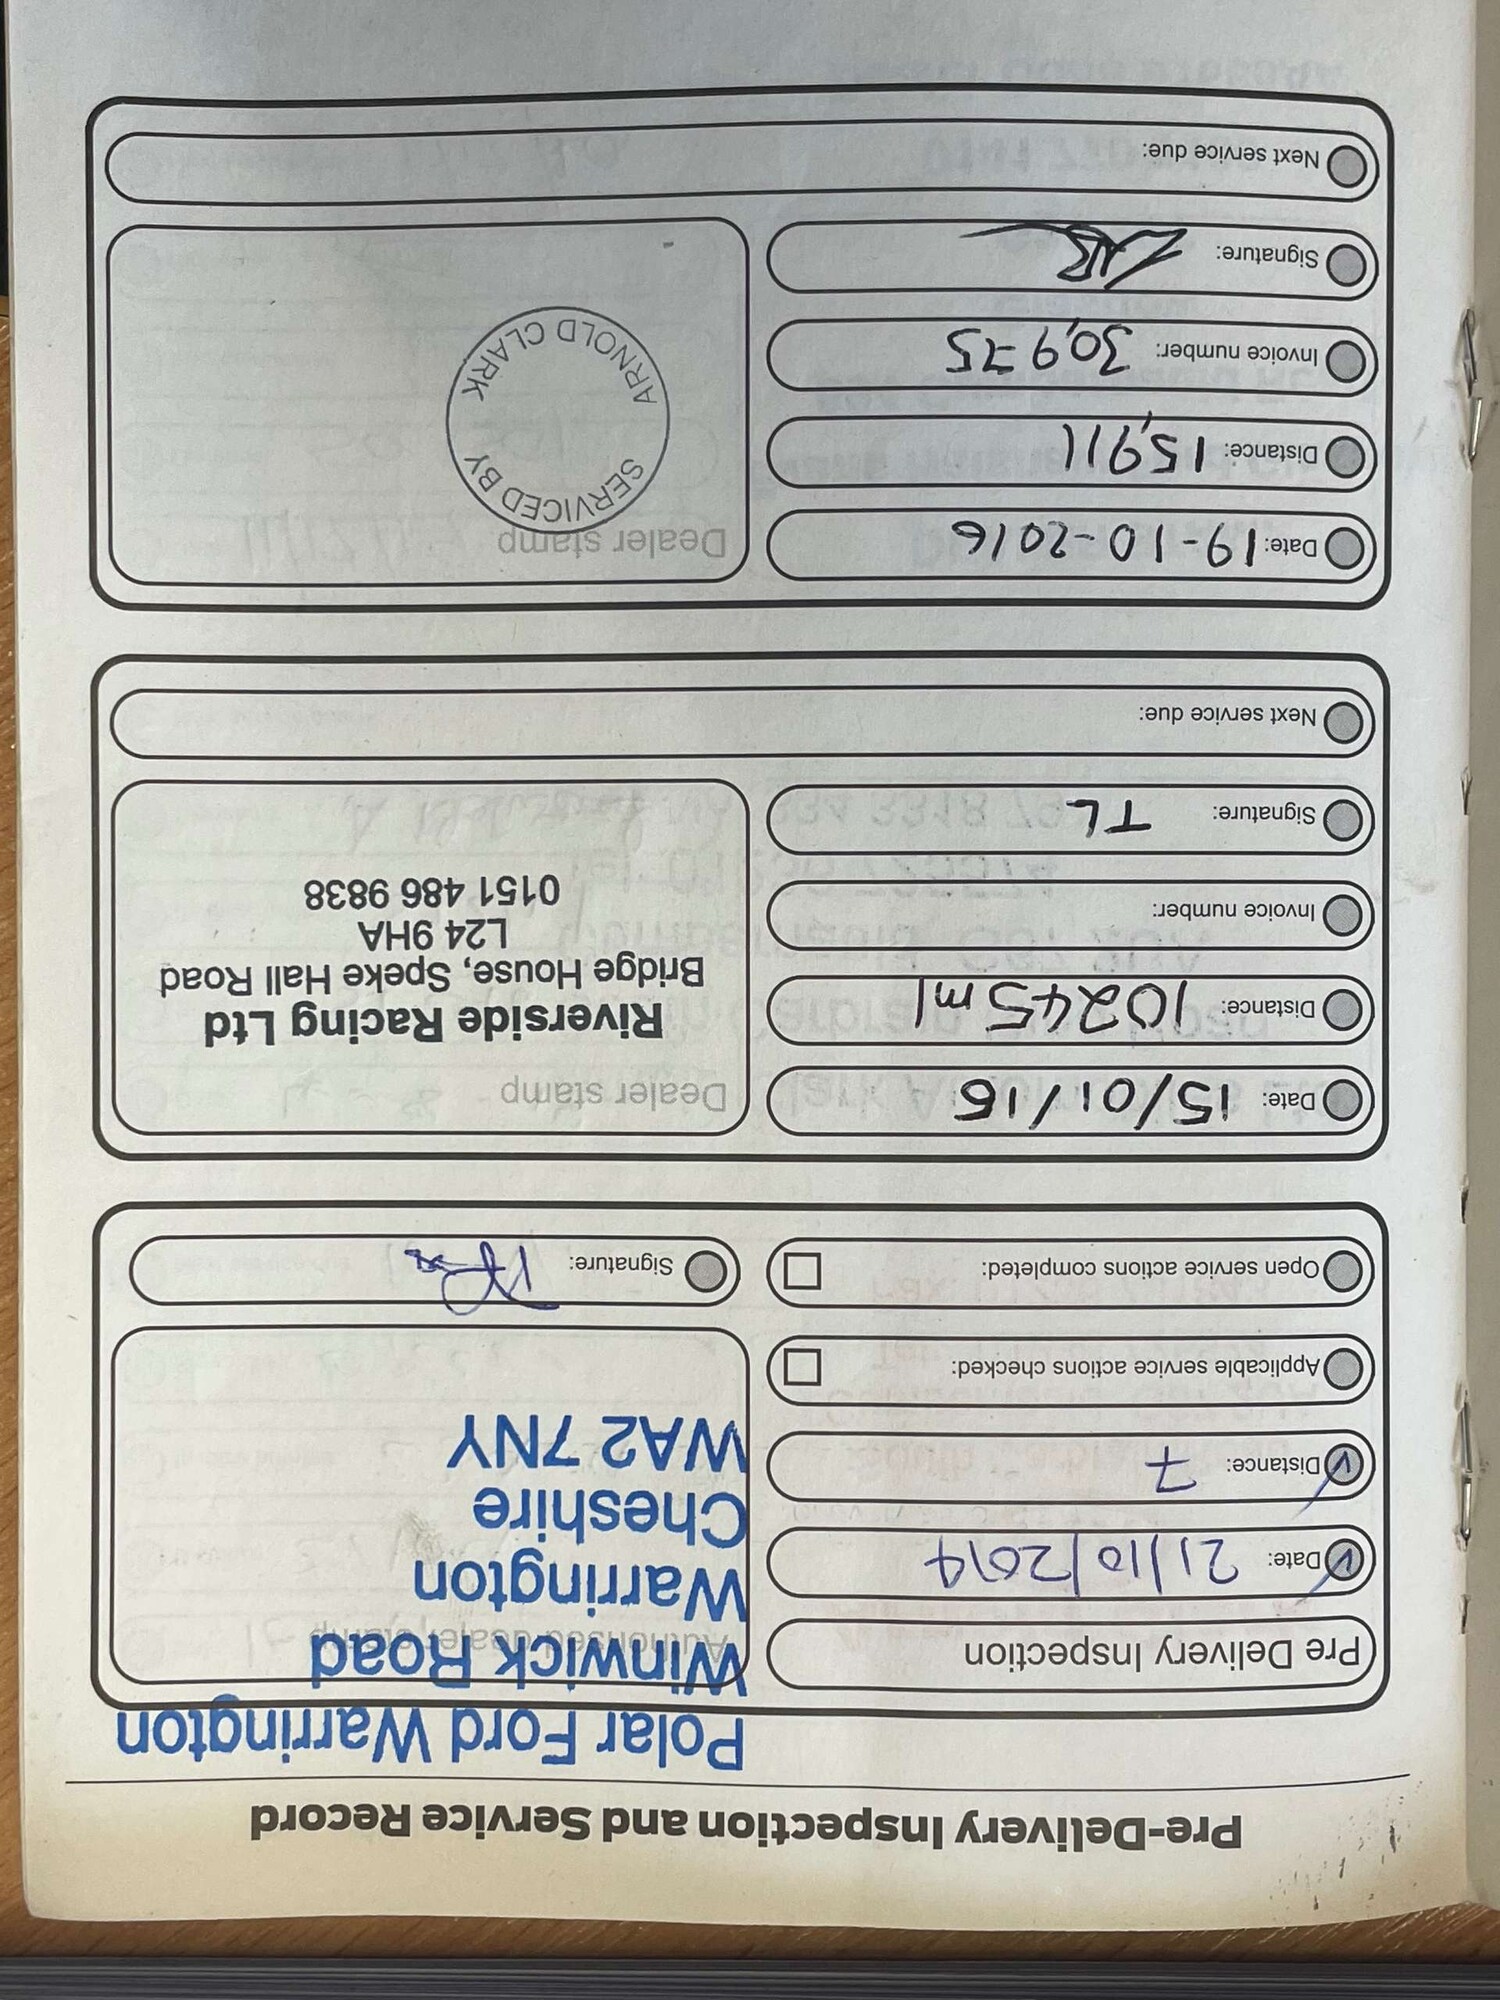 Pre-Delivery Inspection and Service Record
Polar Ford Warrington
Winwick Road
Warrington
Cheshire
WA2 7NY
Pre Delivery Inspection
Authorised dealer stamp
Date: 21/10/2014
Distance: 7
Applicable service actions checked:
Open service actions completed:
Signature:
Date: 15/01/16
Distance: 10245ml
Invoice number:
Signature: TL
Dealer stamp
Riverside Racing Ltd
Bridge House, Speke Hall Road
L24 9HA
0151 486 9838
Next service due:
Date: 19-10-2016
Distance: 15,911
Invoice number: 30,975
Signature:
Dealer stamp
SERVICED BY
ARNOLD CLARK
Next service due: